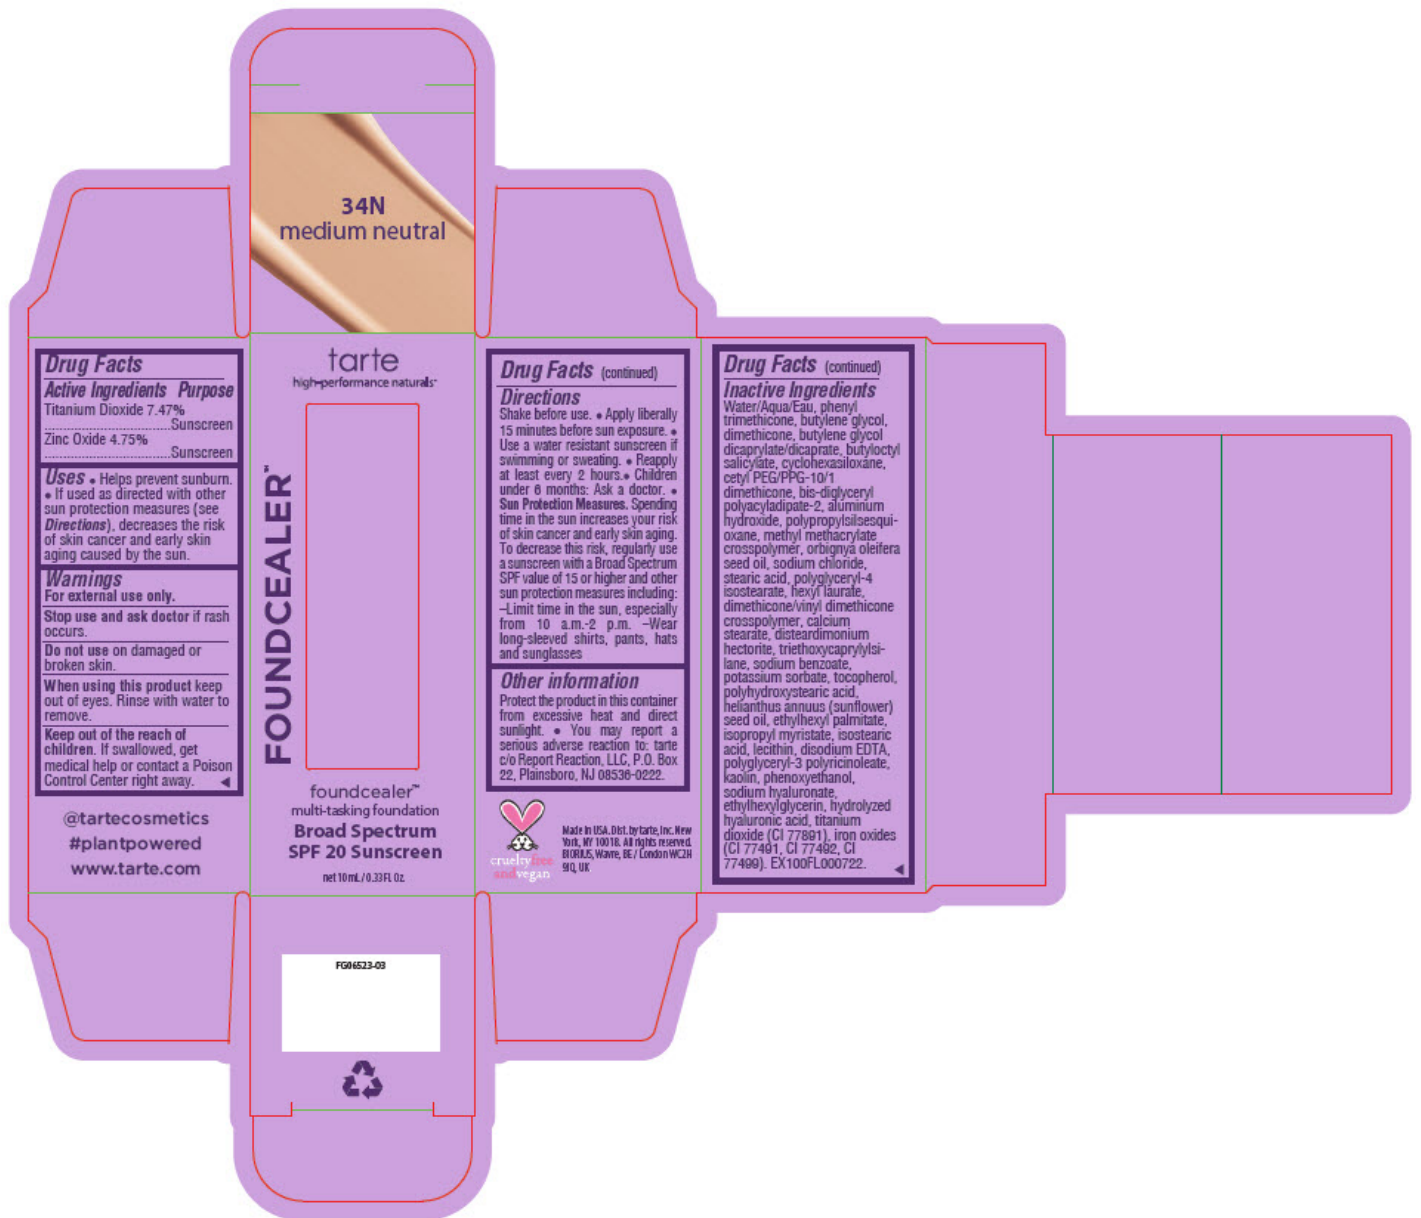 34N
medium neutral
Drug Facts
Active Ingredients Purpose
Titanium Dioxide 7.47%
..............................Sunscreen
Zinc Oxide 4.75%
..............................Sunscreen
Uses • Helps prevent sunburn.
• If used as directed with other
sun protection measures (see
Directions), decreases the risk
of skin cancer and early skin
aging caused by the sun.
Warnings
For external use only.
Stop use and ask doctor if rash
occurs.
Do not use on damaged or
broken skin.
When using this product keep
out of eyes. Rinse with water to
remove.
Keep out of the reach of
children. If swallowed, get
medical help or contact a Poison
Control Center right away. ◀
@tartecosmetics
#plantpowered
www.tarte.com
tarte
high-performance naturals™
FOUNDCEALER™
foundcealer™
multi-tasking foundation
Broad Spectrum
SPF 20 Sunscreen
net 10 mL / 0.33 Fl. Oz.
FG06523-03
Drug Facts (continued)
Directions
Shake before use. • Apply liberally
15 minutes before sun exposure. •
Use a water resistant sunscreen if
swimming or sweating. • Reapply
at least every 2 hours.• Children
under 6 months: Ask a doctor. •
Sun Protection Measures. Spending
time in the sun increases your risk
of skin cancer and early skin aging.
To decrease this risk, regularly use
a sunscreen with a Broad Spectrum
SPF value of 15 or higher and other
sun protection measures including:
–Limit time in the sun, especially
from 10 a.m.-2 p.m. –Wear
long-sleeved shirts, pants, hats
and sunglasses
Other information
Protect the product in this container
from excessive heat and direct
sunlight. • You may report a
serious adverse reaction to: tarte
c/o Report Reaction, LLC, P.O. Box
22, Plainsboro, NJ 08536-0222.
crueltyfree
andvegan
Made in USA. Dist. by tarte, inc. New
York, NY 10018. All rights reserved.
BIORIUS, Wavre, BE / London WC2H
9JQ, UK
Drug Facts (continued)
Inactive Ingredients
Water/Aqua/Eau, phenyl
trimethicone, butylene glycol,
dimethicone, butylene glycol
dicaprylate/dicaprate, butyloctyl
salicylate, cyclohexasiloxane,
cetyl PEG/PPG-10/1
dimethicone, bis-diglyceryl
polyacyladipate-2, aluminum
hydroxide, polypropylsilsesqui-
oxane, methyl methacrylate
crosspolymer, orbignya oleifera
seed oil, sodium chloride,
stearic acid, polyglyceryl-4
isostearate, hexyl laurate,
dimethicone/vinyl dimethicone
crosspolymer, calcium
stearate, disteardimonium
hectorite, triethoxycaprylylsi-
lane, sodium benzoate,
potassium sorbate, tocopherol,
polyhydroxystearic acid,
helianthus annuus (sunflower)
seed oil, ethylhexyl palmitate,
isopropyl myristate, isostearic
acid, lecithin, disodium EDTA,
polyglyceryl-3 polyricinoleate,
kaolin, phenoxyethanol,
sodium hyaluronate,
ethylhexylglycerin, hydrolyzed
hyaluronic acid, titanium
dioxide (CI 77891), iron oxides
(CI 77491, CI 77492, CI
77499). EX100FL000722. ◀